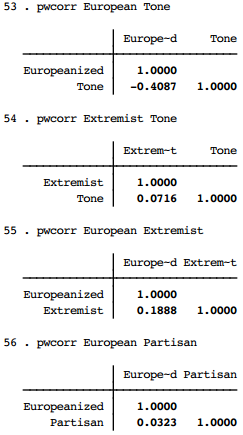 53 . pwcorr European Tone
Europe~d Tone
Europeanized 1.0000
Tone -0.4087 1.0000
54 . pwcorr Extremist Tone
Extrem~t Tone
Extremist 1.0000
Tone 0.0716 1.0000
55 . pwcorr European Extremist
Europe~d Extrem~t
Europeanized 1.0000
Extremist 0.1888 1.0000
56 . pwcorr European Partisan
Europe~d Partisan
Europeanized 1.0000
Partisan 0.0323 1.0000